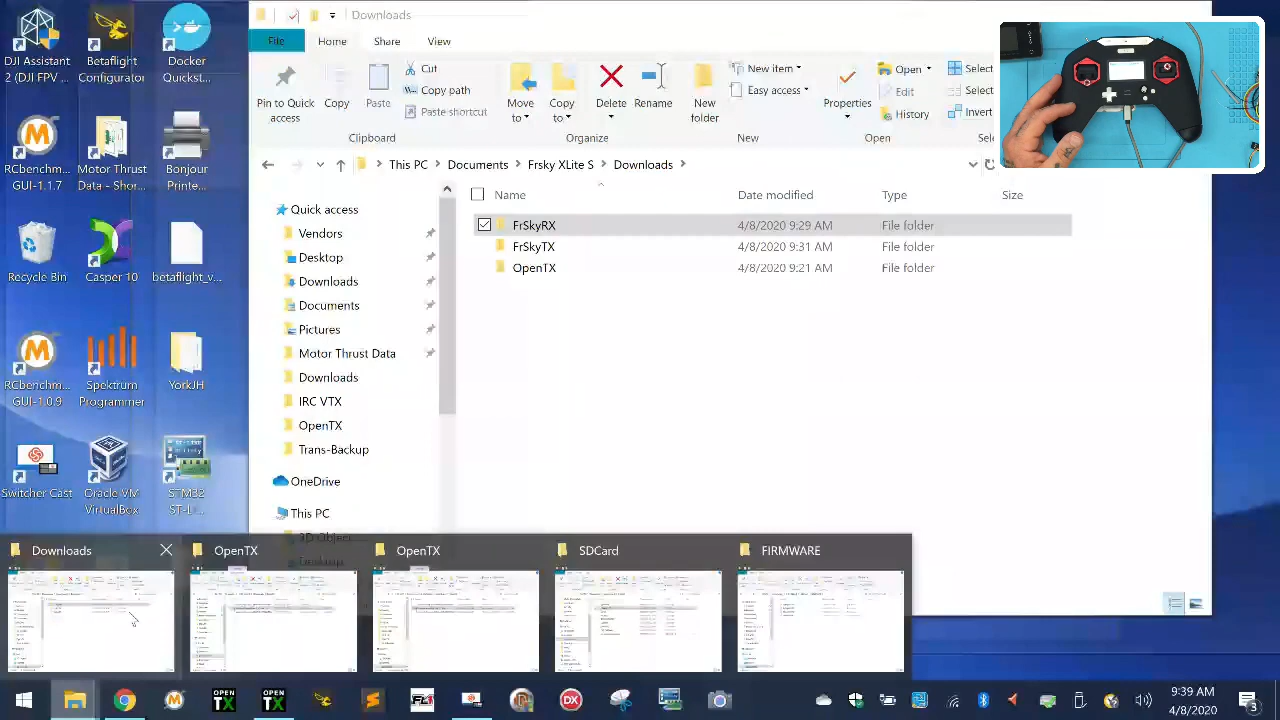 Downloads
File
Home
Share
View
Pin to Quick access
Copy
Paste
Copy path
Paste shortcut
Move to
Copy to
Delete
Rename
New folder
New item
Easy access
Properties
Open
Edit
History
Select
Select
Invert
Clipboard
Organize
New
Open
Sel
This PC
Documents
Frsky XLite S
Downloads
Name
Date modified
Type
Size
FrSkyRX 4/8/2020 9:29 AM File folder
FrSkyTX 4/8/2020 9:31 AM File folder
OpenTX 4/8/2020 9:21 AM File folder
Quick access
Vendors
Desktop
Downloads
Documents
Pictures
Motor Thrust Data
Downloads
IRC VTX
OpenTX
Trans-Backup
OneDrive
This PC
DJI Assistant 2 (DJI FPV ...
Betaflight Configurator
Docker Quickst...
RCbench... GUI-1.1.7
Motor Thrust Data - Shor...
Bonjour Printe...
Recycle Bin
Casper 10
betaflight_v...
RCbenchm... GUI-1.0.9
Spektrum Programmer
YorkJH
Switcher Cast
Oracle VM VirtualBox
STM32 ST-L...
Downloads
OpenTX
OpenTX
SDCard
FIRMWARE
OPEN TX
OPEN TX
DX
9:39 AM
4/8/2020
3